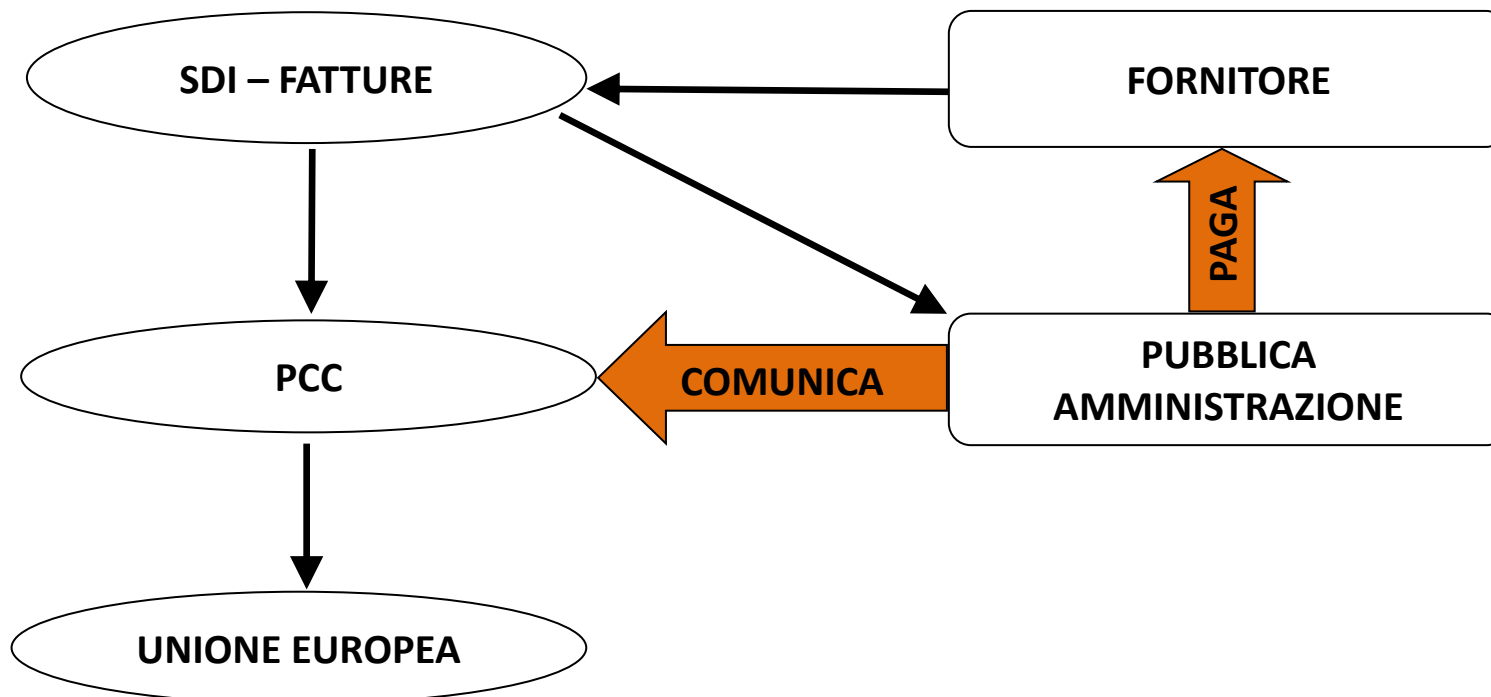 SDI – FATTURE
FORNITORE
PAGA
PCC
COMUNICA
PUBBLICA
AMMINISTRAZIONE
UNIONE EUROPEA